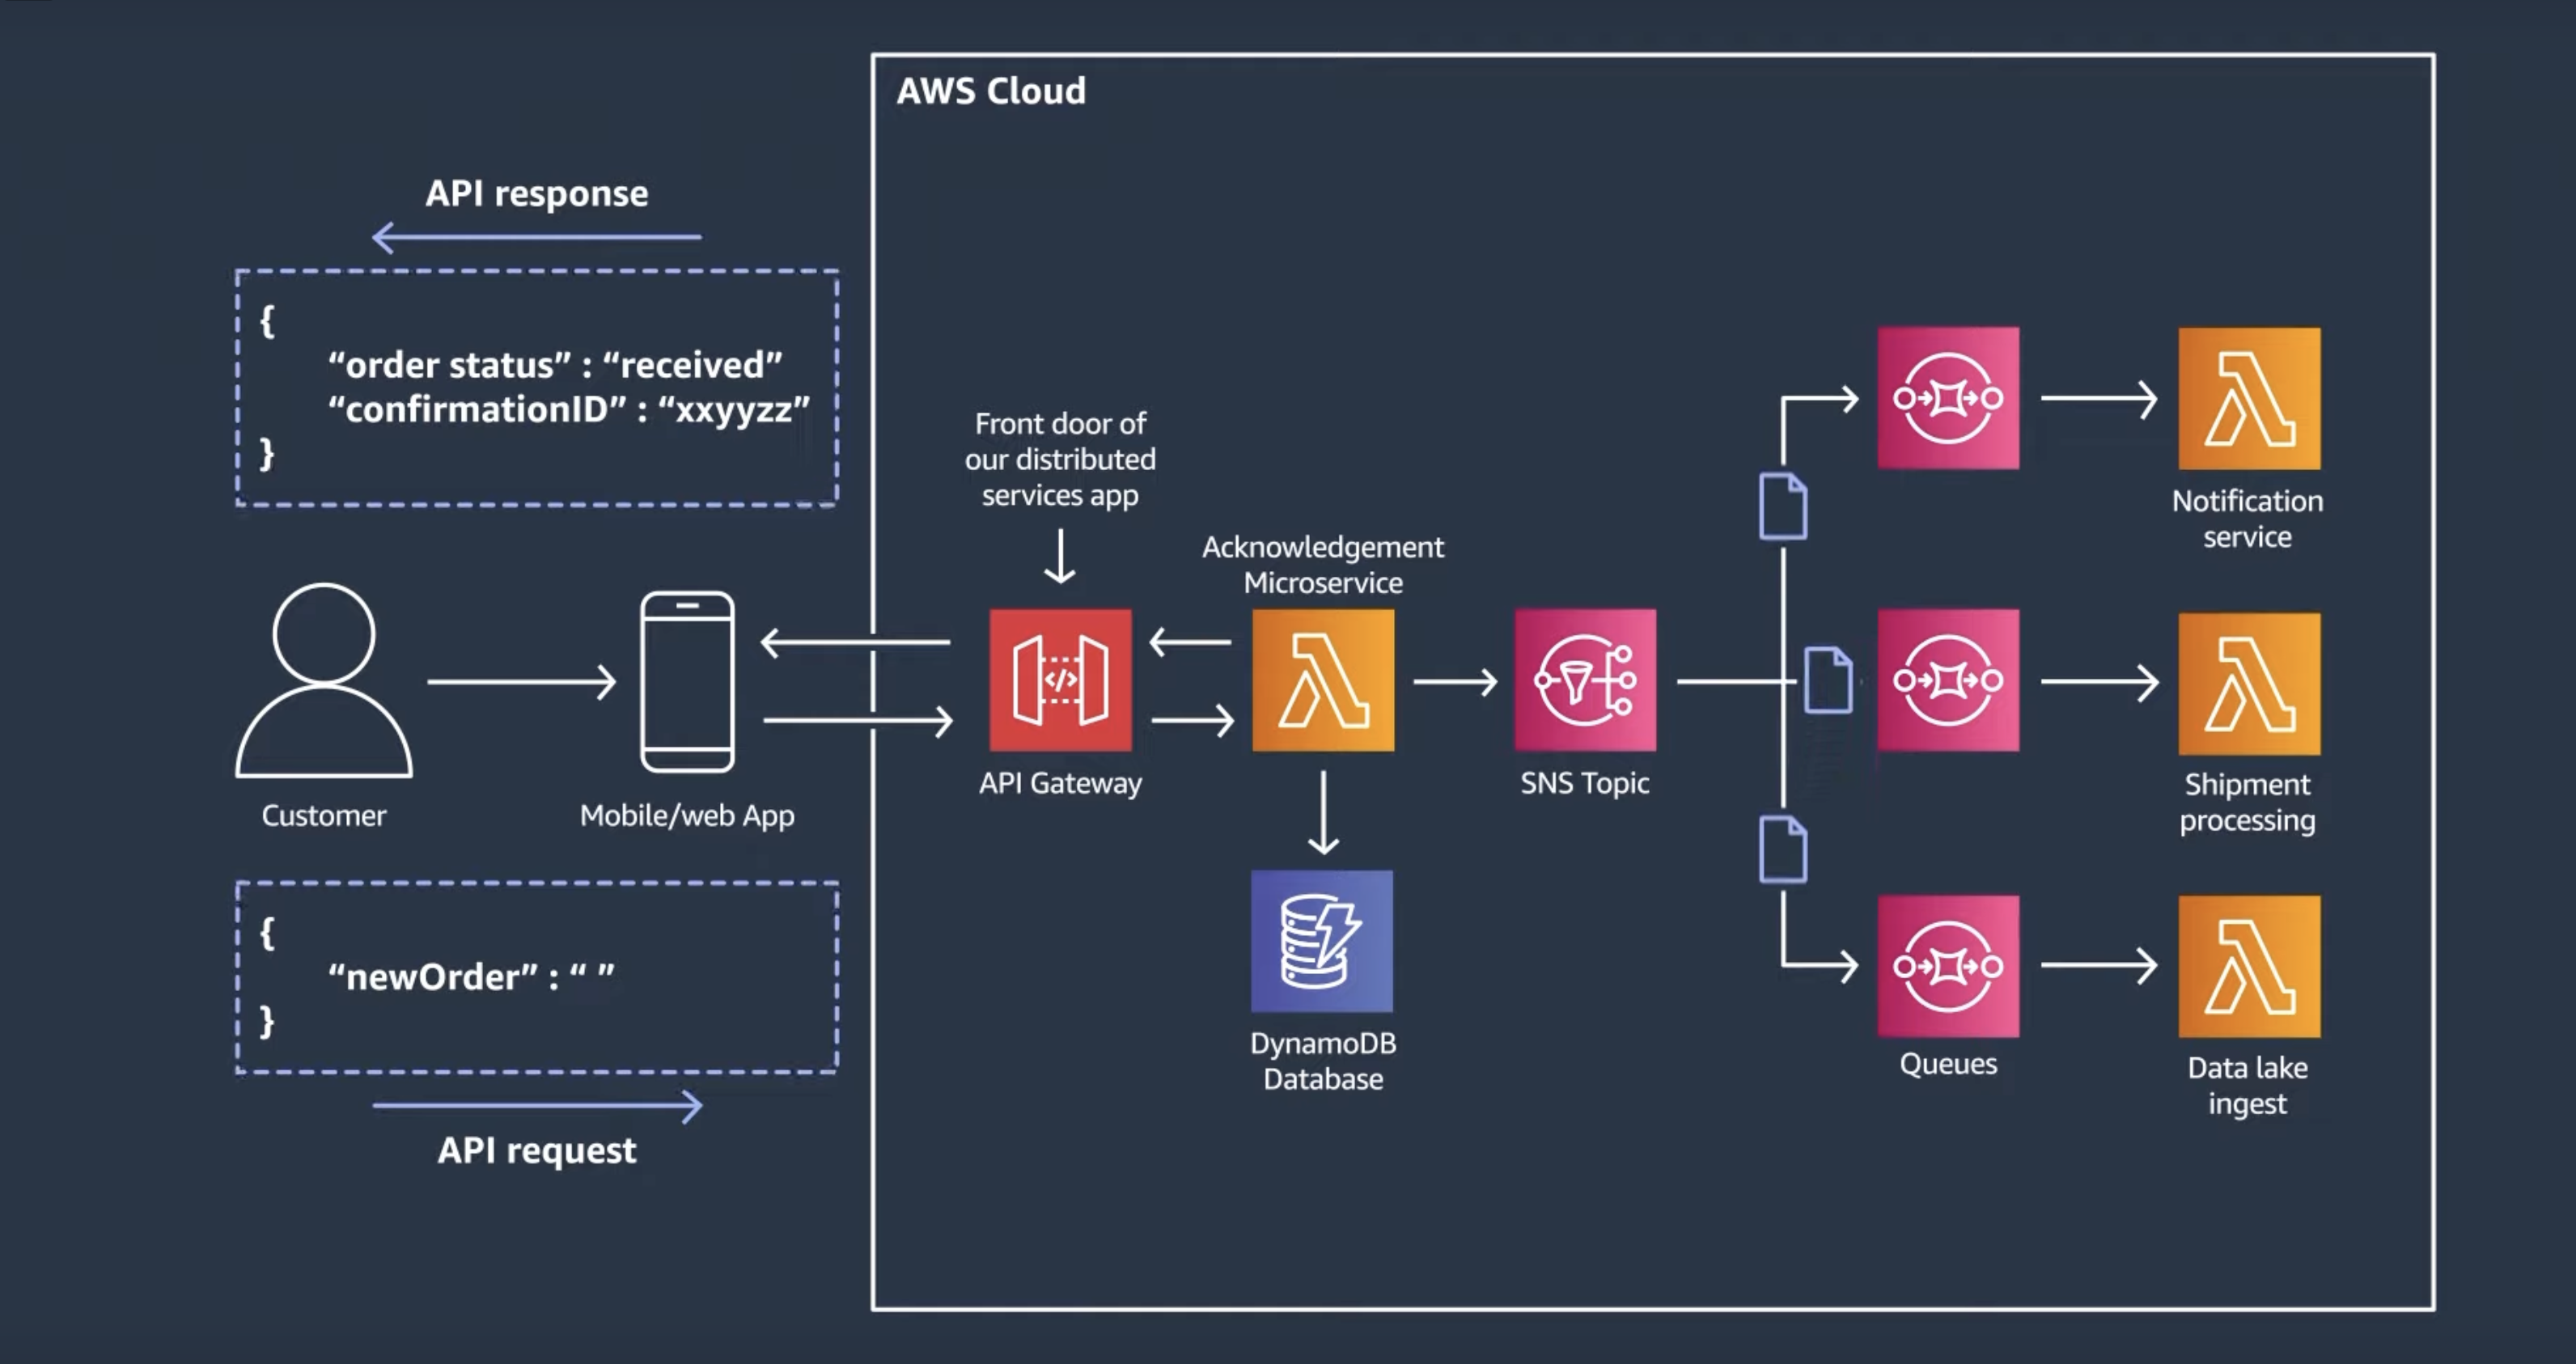 AWS Cloud
API response
{
“order status” : “received”
“confirmationID” : “xxyyzz”
}
Front door of
our distributed
services app
Acknowledgement
Microservice
Notification
service
</>
Customer
Mobile/web App
API Gateway
SNS Topic
Shipment
processing
{
“newOrder” : “ ”
}
API request
DynamoDB
Database
Queues
Data lake
ingest